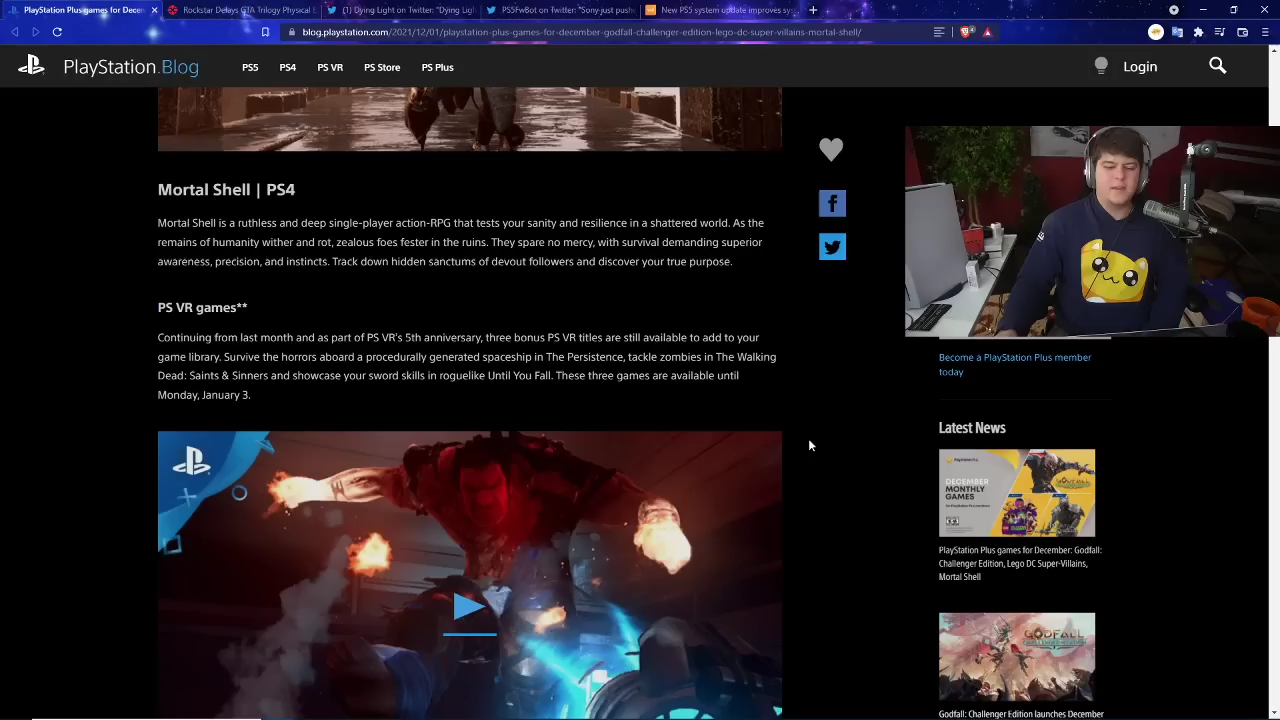 PlayStation Plus games for Decem
Rockstar Delays GTA Trilogy Physical E
(1) Dying Light on Twitter: "Dying Ligl
PS5FwBot on Twitter: "Sony just pushe
New PS5 system update improves sys
blog.playstation.com/2021/12/01/playstation-plus-games-for-december-godfall-challenger-edition-lego-dc-super-villains-mortal-shell/
PlayStation.Blog
PS5
PS4
PS VR
PS Store
PS Plus
Login
Mortal Shell | PS4
Mortal Shell is a ruthless and deep single-player action-RPG that tests your sanity and resilience in a shattered world. As the
remains of humanity wither and rot, zealous foes fester in the ruins. They spare no mercy, with survival demanding superior
awareness, precision, and instincts. Track down hidden sanctums of devout followers and discover your true purpose.
PS VR games**
Continuing from last month and as part of PS VR's 5th anniversary, three bonus PS VR titles are still available to add to your
game library. Survive the horrors aboard a procedurally generated spaceship in The Persistence, tackle zombies in The Walking
Dead: Saints & Sinners and showcase your sword skills in roguelike Until You Fall. These three games are available until
Monday, January 3.
Become a PlayStation Plus member
today
Latest News
DECEMBER
MONTHLY
GAMES
PlayStation Plus games for December: Godfall:
Challenger Edition, Lego DC Super-Villains,
Mortal Shell
GODFALL
Godfall: Challenger Edition launches December